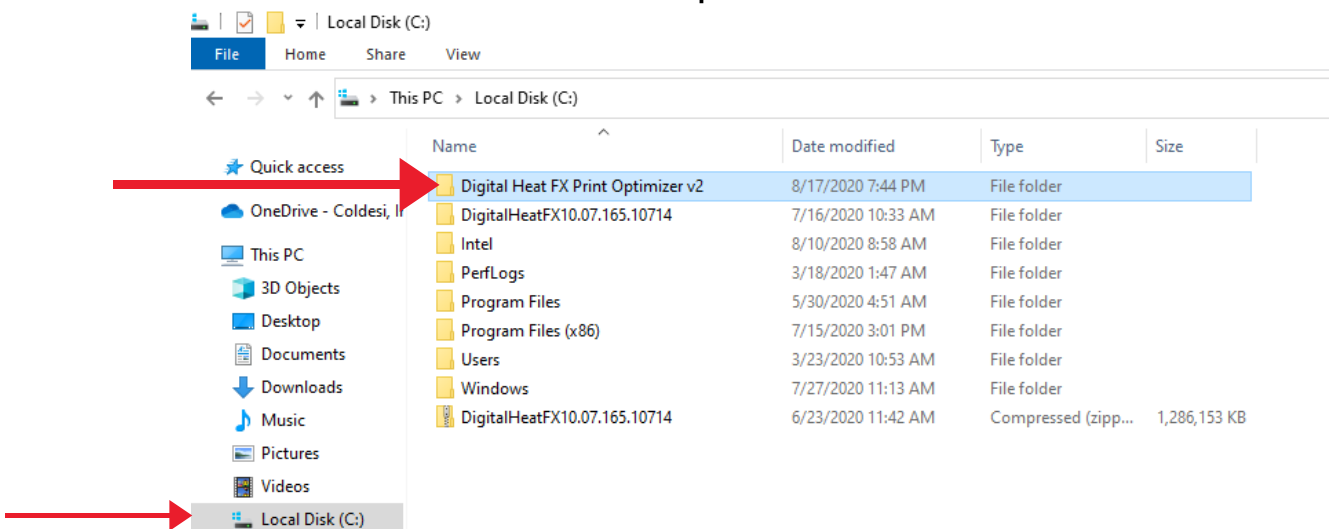 Local Disk (C:)
File Home Share View
This PC > Local Disk (C:)
Name Date modified Type Size
Quick access
Digital Heat FX Print Optimizer v2 8/17/2020 7:44 PM File folder
OneDrive - Coldesi, I
DigitalHeatFX10.07.165.10714 7/16/2020 10:33 AM File folder
Intel 8/10/2020 8:58 AM File folder
This PC
PerfLogs 3/18/2020 1:47 AM File folder
3D Objects
Program Files 5/30/2020 4:51 AM File folder
Desktop
Program Files (x86) 7/15/2020 3:01 PM File folder
Documents
Users 3/23/2020 10:53 AM File folder
Downloads
Windows 7/27/2020 11:13 AM File folder
Music
DigitalHeatFX10.07.165.10714 6/23/2020 11:42 AM Compressed (zipp... 1,286,153 KB
Pictures
Videos
Local Disk (C:)